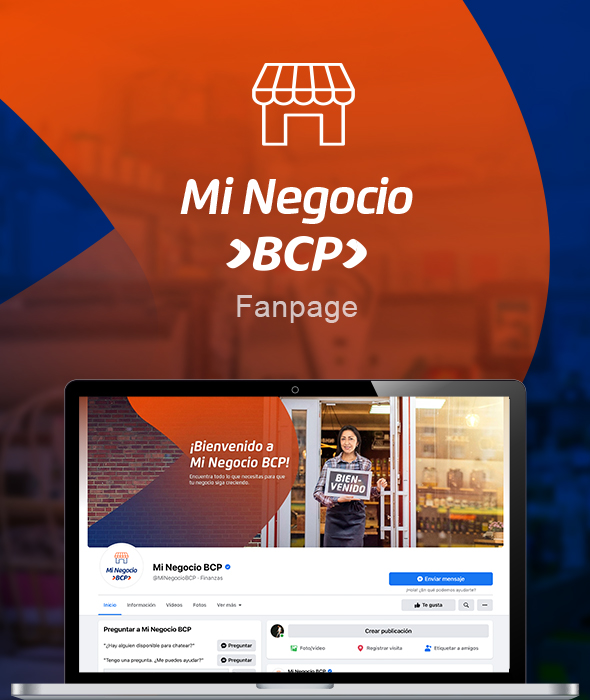 Mi Negocio
BCP
Fanpage
¡Bienvenido a
Mi Negocio BCP!
Encuentra todo lo que necesitas para que
tu negocio siga creciendo.
BIEN-
VENIDO
Mi Negocio
BCP
Mi Negocio BCP
@MiNegocioBCP · Finanzas
Enviar mensaje
¡Hola! ¿En qué podemos ayudarte?
Inicio Información Videos Fotos Ver más
Te gusta
Preguntar a Mi Negocio BCP
"¿Hay alguien disponible para chatear?" Preguntar
"Tengo una pregunta. ¿Me puedes ayudar?" Preguntar
Crear publicación
Foto/video Registrar visita Etiquetar a amigos
Mi Negocio BCP